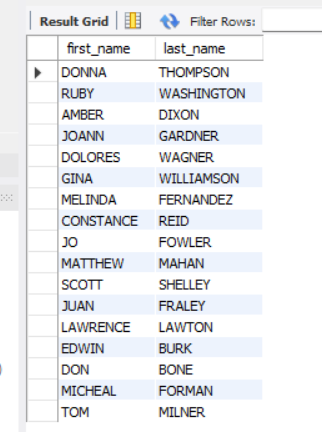 Result Grid Filter Rows:
first_name last_name
DONNA THOMPSON
RUBY WASHINGTON
AMBER DIXON
JOANN GARDNER
DOLORES WAGNER
GINA WILLIAMSON
MELINDA FERNANDEZ
CONSTANCE REID
JO FOWLER
MATTHEW MAHAN
SCOTT SHELLEY
JUAN FRALEY
LAWRENCE LAWTON
EDWIN BURK
DON BONE
MICHEAL FORMAN
TOM MILNER